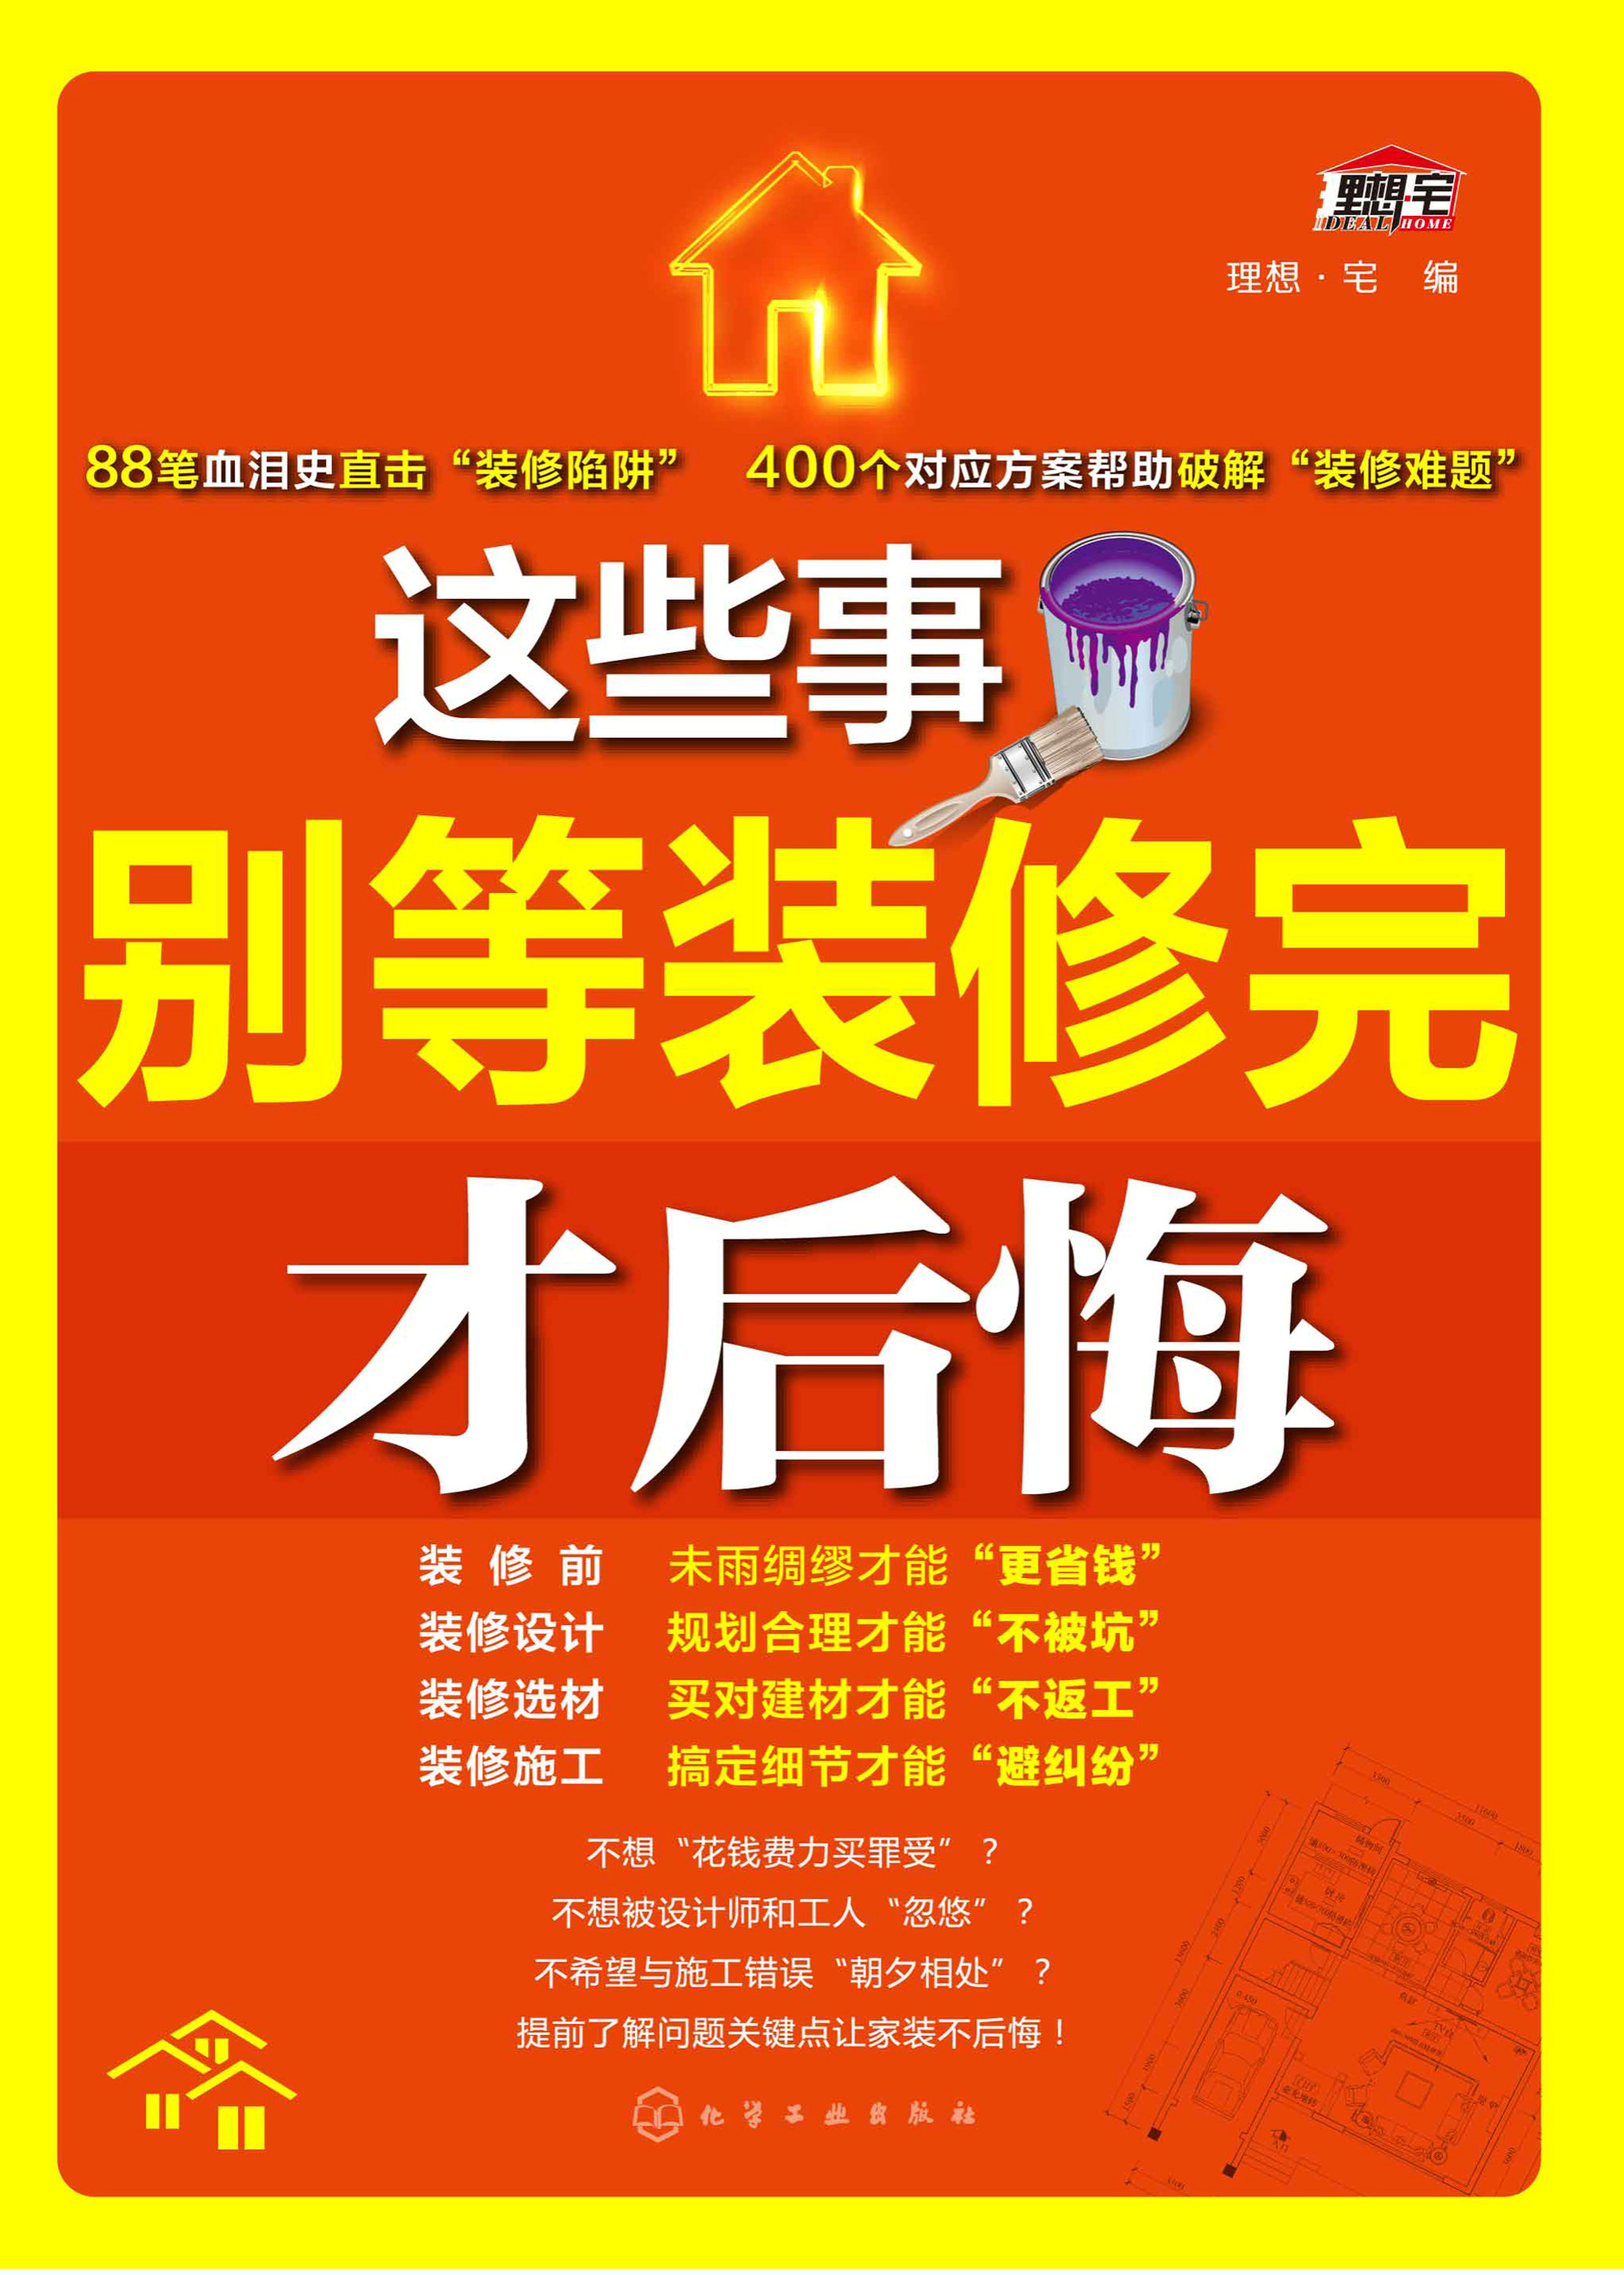 理想·宅
IDEAL HOME
理想·宅 编
88笔血泪史直击“装修陷阱” 400个对应方案帮助破解“装修难题”
这些事
别等装修完
才后悔
装修前 未雨绸缪才能“更省钱”
装修设计 规划合理才能“不被坑”
装修选材 买对建材才能“不返工”
装修施工 搞定细节才能“避纠纷”
不想“花钱费力买罪受”？
不想被设计师和工人“忽悠”？
不希望与施工错误“朝夕相处”？
提前了解问题关键点让家装不后悔！
化学工业出版社